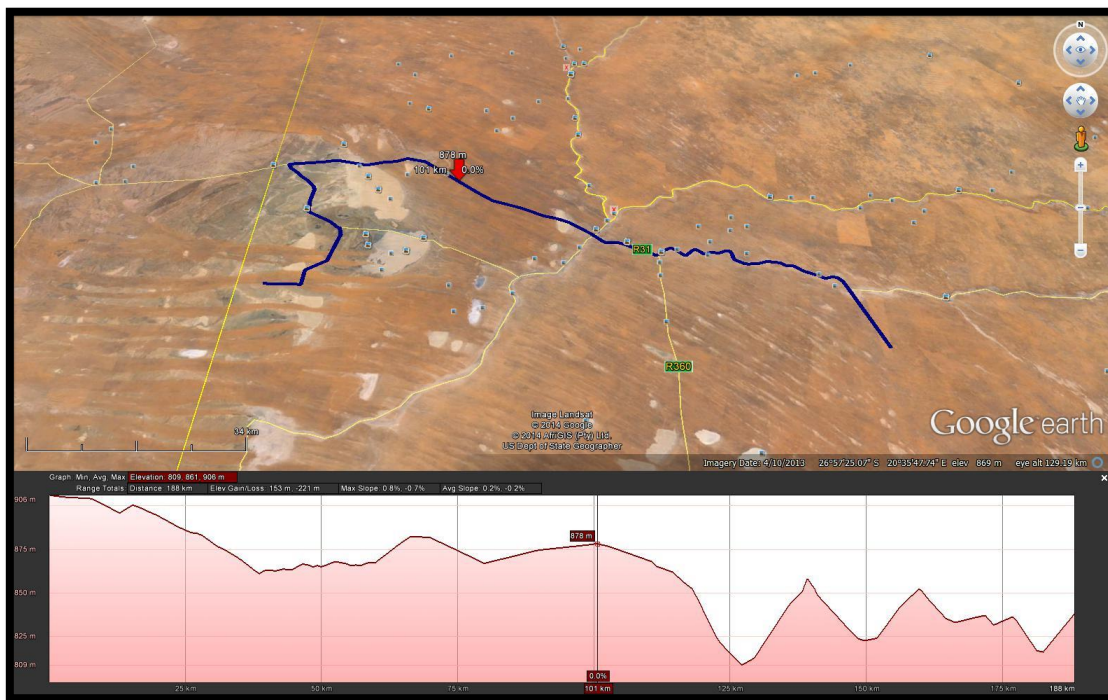 N
878 m
101 km 0.0%
R31
R360
34 km
Image Landsat
© 2014 Google
© 2014 AfriGIS (Pty) Ltd.
US Dept of State Geographer
Google earth
Imagery Date: 4/10/2013 26°57'25.07" S 20°35'47.74" E elev 869 m eye alt 129.19 km
Graph: Min, Avg, Max Elevation: 809, 861, 906 m
Range Totals: Distance: 188 km Elev Gain/Loss: 153 m, -221 m Max Slope: 0.8%, -0.7% Avg Slope: 0.2%, -0.2%
906 m
875 m
850 m
825 m
809 m
878 m
0.0%
25 km 50 km 75 km 101 km 125 km 150 km 175 km 188 km